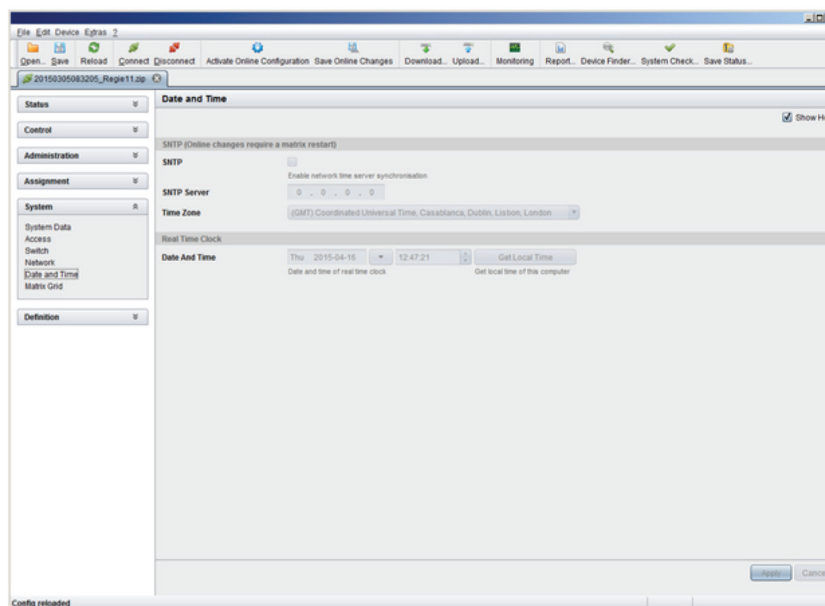 File Edit Device Extras ?
Open... Save Reload Connect Disconnect Activate Online Configuration Save Online Changes Download... Upload... Monitoring Report... Device Finder... System Check... Save Status...
20150305083205_Regie11.zip
Status
Control
Administration
Assignment
System
System Data
Access
Switch
Network
Date and Time
Matrix Grid
Definition
Date and Time
Show He
SNTP (Online changes require a matrix restart)
SNTP
Enable network time server synchronisation
SNTP Server 0 . 0 . 0 . 0
Time Zone (GMT) Coordinated Universal Time, Casablanca, Dublin, Lisbon, London
Real Time Clock
Date And Time Thu 2015-04-16 12:47:21 Get Local Time
Date and time of real time clock Get local time of this computer
Apply Cance
Config reloaded